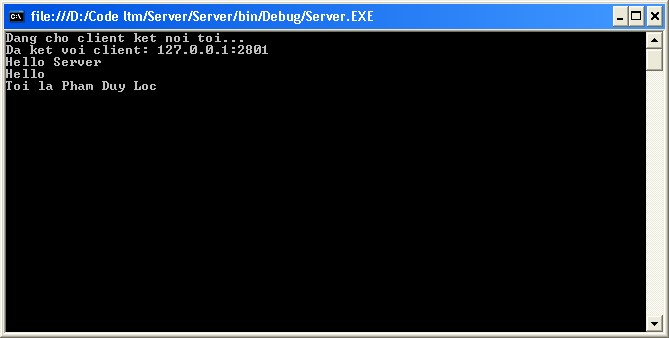 file:///D:/Code ltm/Server/Server/bin/Debug/Server.EXE
Dang cho client ket noi toi...
Da ket voi client: 127.0.0.1:2801
Hello Server
Hello
Toi la Pham Duy Loc